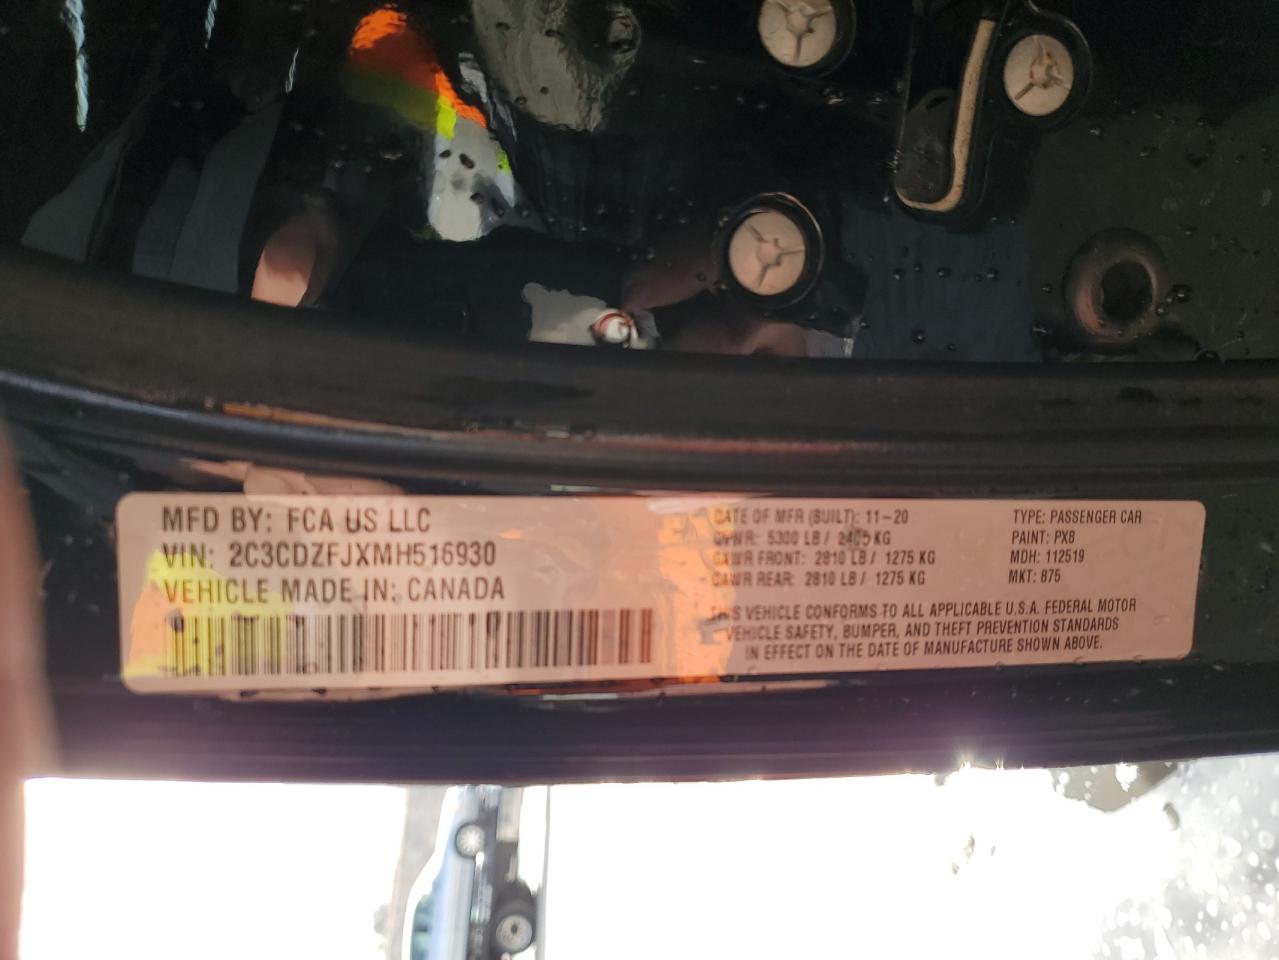 MFD BY: FCA US LLC
VIN: 2C3CDZFJXMH516930
VEHICLE MADE IN: CANADA
DATE OF MFR (BUILT): 11-20
GVWR: 5300 LB / 2405 KG
GAWR FRONT: 2810 LB / 1275 KG
GAWR REAR: 2810 LB / 1275 KG
TYPE: PASSENGER CAR
PAINT: PX8
MDH: 112519
MKT: 875
THIS VEHICLE CONFORMS TO ALL APPLICABLE U.S.A. FEDERAL MOTOR
VEHICLE SAFETY, BUMPER, AND THEFT PREVENTION STANDARDS
IN EFFECT ON THE DATE OF MANUFACTURE SHOWN ABOVE.